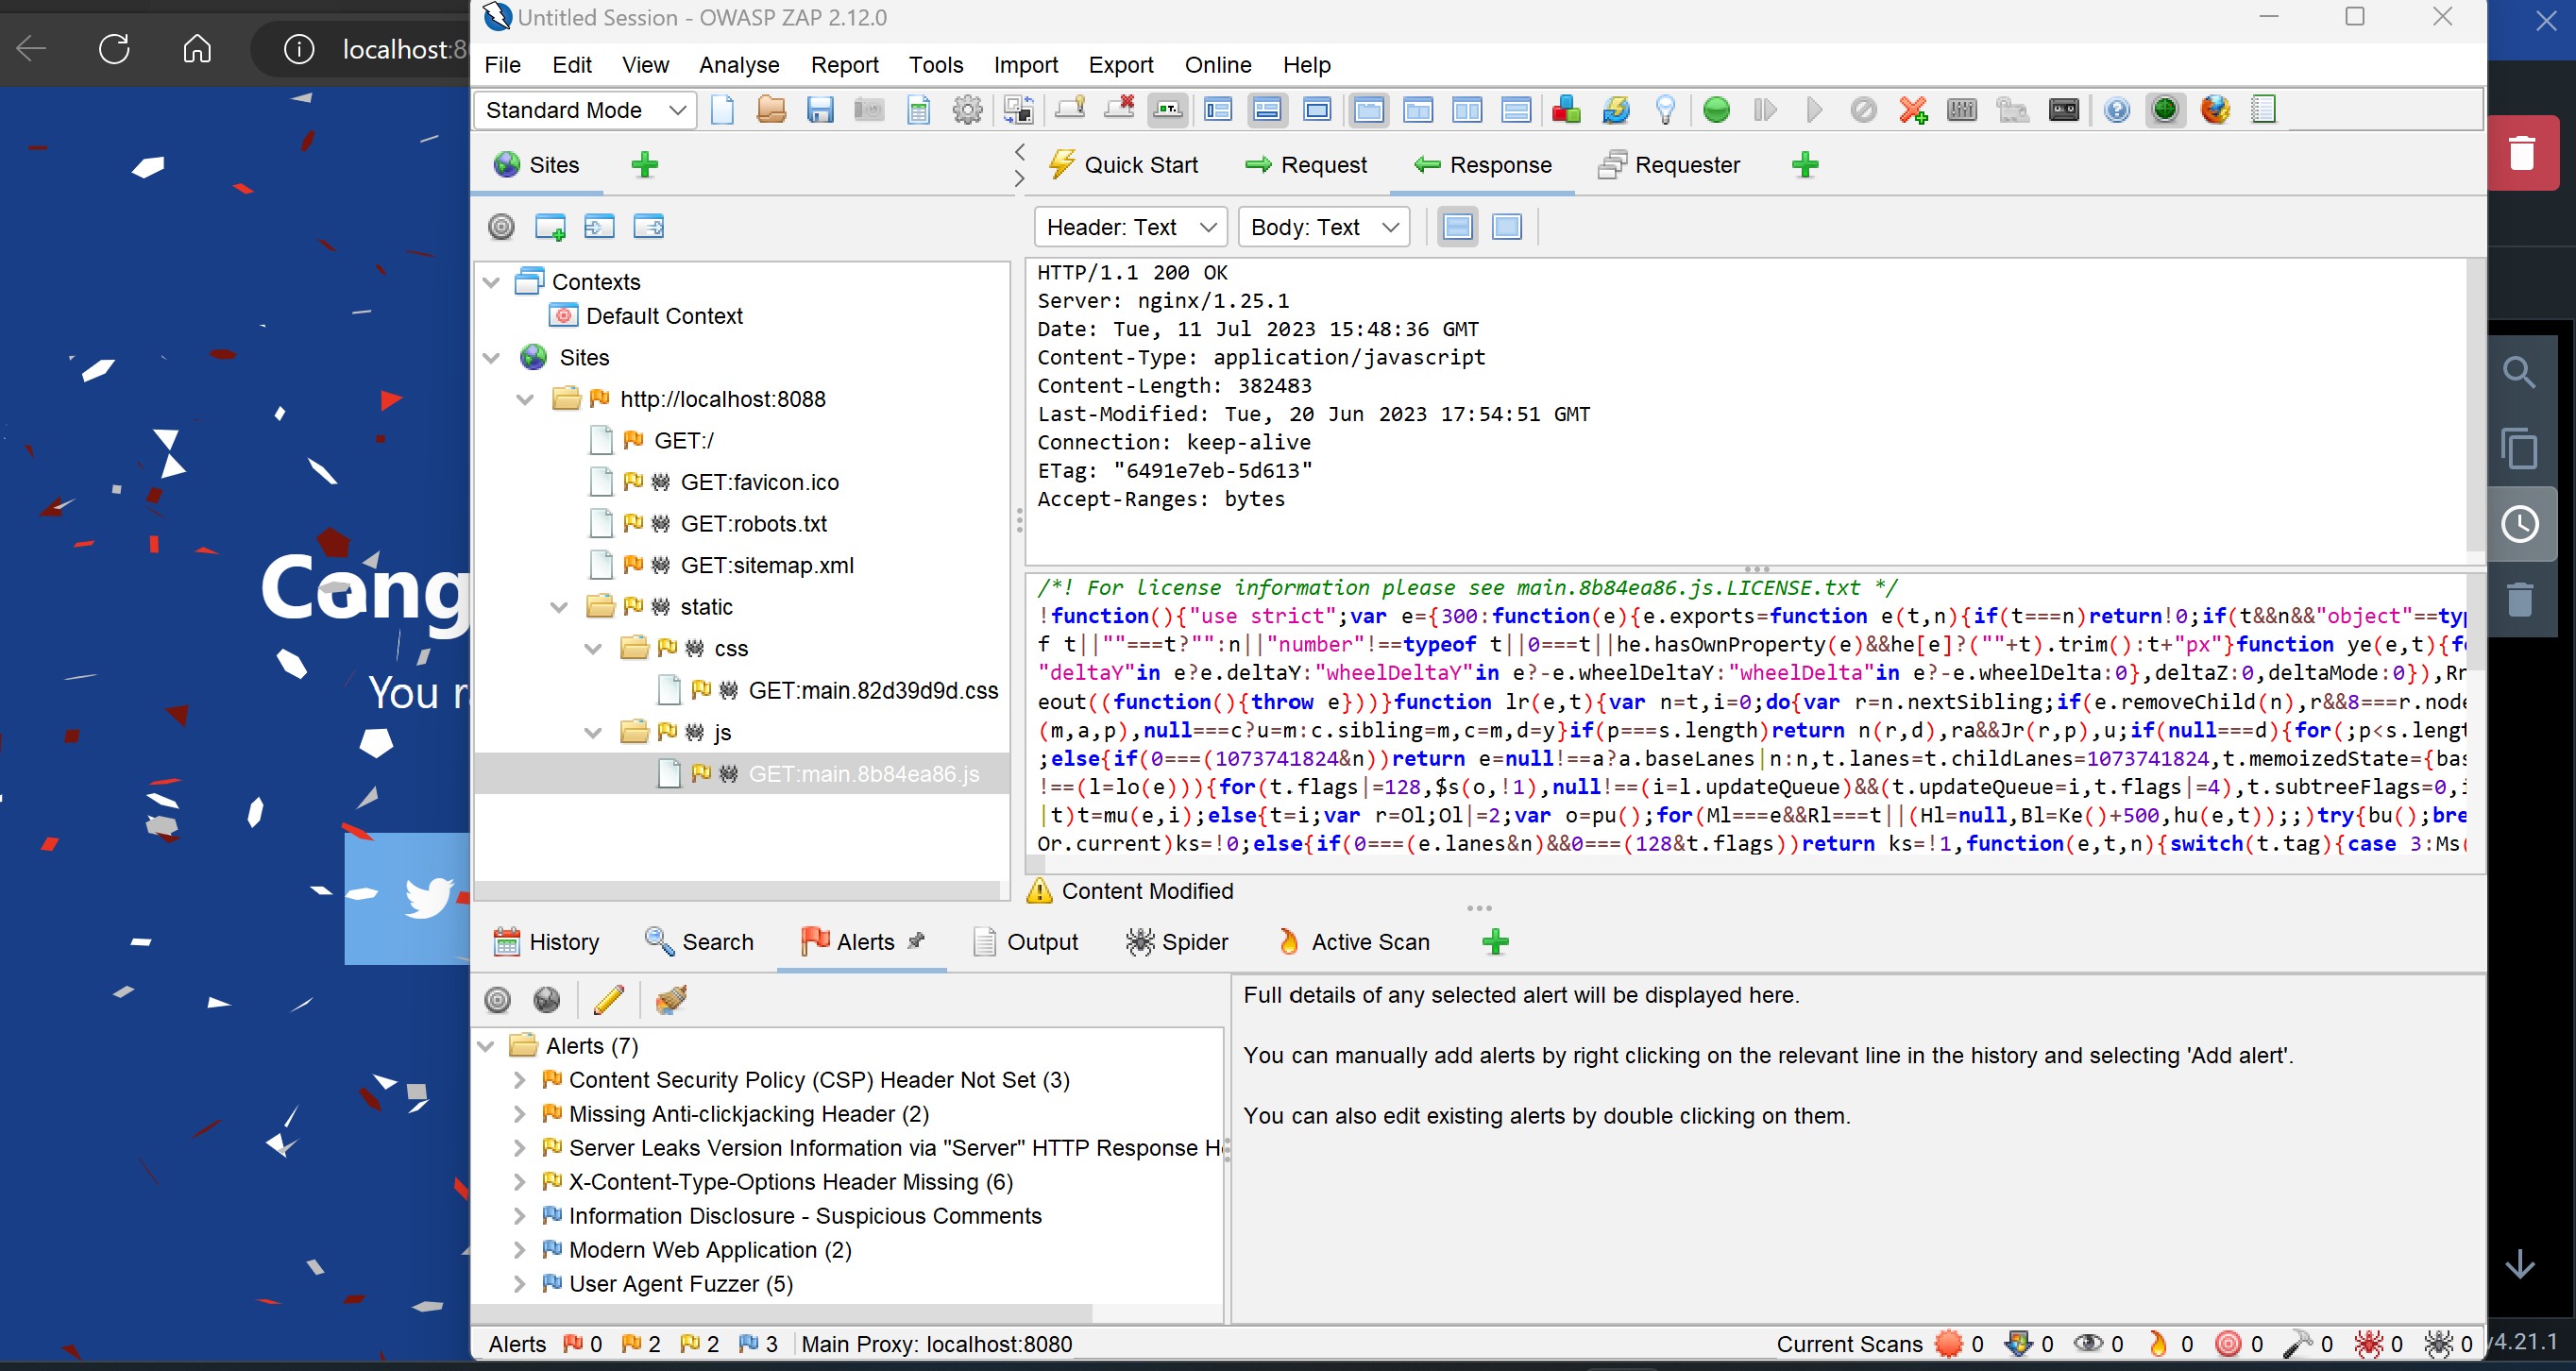 localhost:80
Cong
You r
Untitled Session - OWASP ZAP 2.12.0
File Edit View Analyse Report Tools Import Export Online Help
Standard Mode
Sites
Quick Start Request Response Requester
Header: Text Body: Text
Contexts
Default Context
Sites
http://localhost:8088
GET:/
GET:favicon.ico
GET:robots.txt
GET:sitemap.xml
static
css
GET:main.82d39d9d.css
js
GET:main.8b84ea86.js
HTTP/1.1 200 OK
Server: nginx/1.25.1
Date: Tue, 11 Jul 2023 15:48:36 GMT
Content-Type: application/javascript
Content-Length: 382483
Last-Modified: Tue, 20 Jun 2023 17:54:51 GMT
Connection: keep-alive
ETag: "6491e7eb-5d613"
Accept-Ranges: bytes
/*! For license information please see main.8b84ea86.js.LICENSE.txt */
!function(){"use strict";var e={300:function(e){e.exports=function e(t,n){if(t===n)return!0;if(t&&n&&"object"==typ
f t||""===t?"":n||"number"!==typeof t||0===t||he.hasOwnProperty(e)&&he[e]?(""+t).trim():t+"px"}function ye(e,t){f
"deltaY"in e?e.deltaY:"wheelDeltaY"in e?-e.wheelDeltaY:"wheelDelta"in e?-e.wheelDelta:0},deltaZ:0,deltaMode:0}),Rr
eout((function(){throw e}))}function lr(e,t){var n=t,i=0;do{var r=n.nextSibling;if(e.removeChild(n),r&&8===r.node
(m,a,p),null===c?u=m:c.sibling=m,c=m,d=y}if(p===s.length)return n(r,d),ra&&Jr(r,p),u;if(null===d){for(;p<s.lengt
;else{if(0===(1073741824&n))return e=null!==a?a.baseLanes|n:n,t.lanes=t.childLanes=1073741824,t.memoizedState={bas
!==(l=lo(e))){for(t.flags|=128,$s(o,!1),null!==(i=l.updateQueue)&&(t.updateQueue=i,t.flags|=4),t.subtreeFlags=0,i
|t)t=mu(e,i);else{t=i;var r=Ol;Ol|=2;var o=pu();for(Ml===e&&Rl===t||(Hl=null,Bl=Ke()+500,hu(e,t));;)try{bu();bre
Or.current)ks=!0;else{if(0===(e.lanes&n)&&0===(128&t.flags))return ks=!1,function(e,t,n){switch(t.tag){case 3:Ms(
Content Modified
History Search Alerts Output Spider Active Scan
Alerts (7)
Content Security Policy (CSP) Header Not Set (3)
Missing Anti-clickjacking Header (2)
Server Leaks Version Information via "Server" HTTP Response H
X-Content-Type-Options Header Missing (6)
Information Disclosure - Suspicious Comments
Modern Web Application (2)
User Agent Fuzzer (5)
Full details of any selected alert will be displayed here.
You can manually add alerts by right clicking on the relevant line in the history and selecting 'Add alert'.
You can also edit existing alerts by double clicking on them.
Alerts 0 2 2 3 Main Proxy: localhost:8080
Current Scans 0 0 0 0 0 0 0 0
v4.21.1